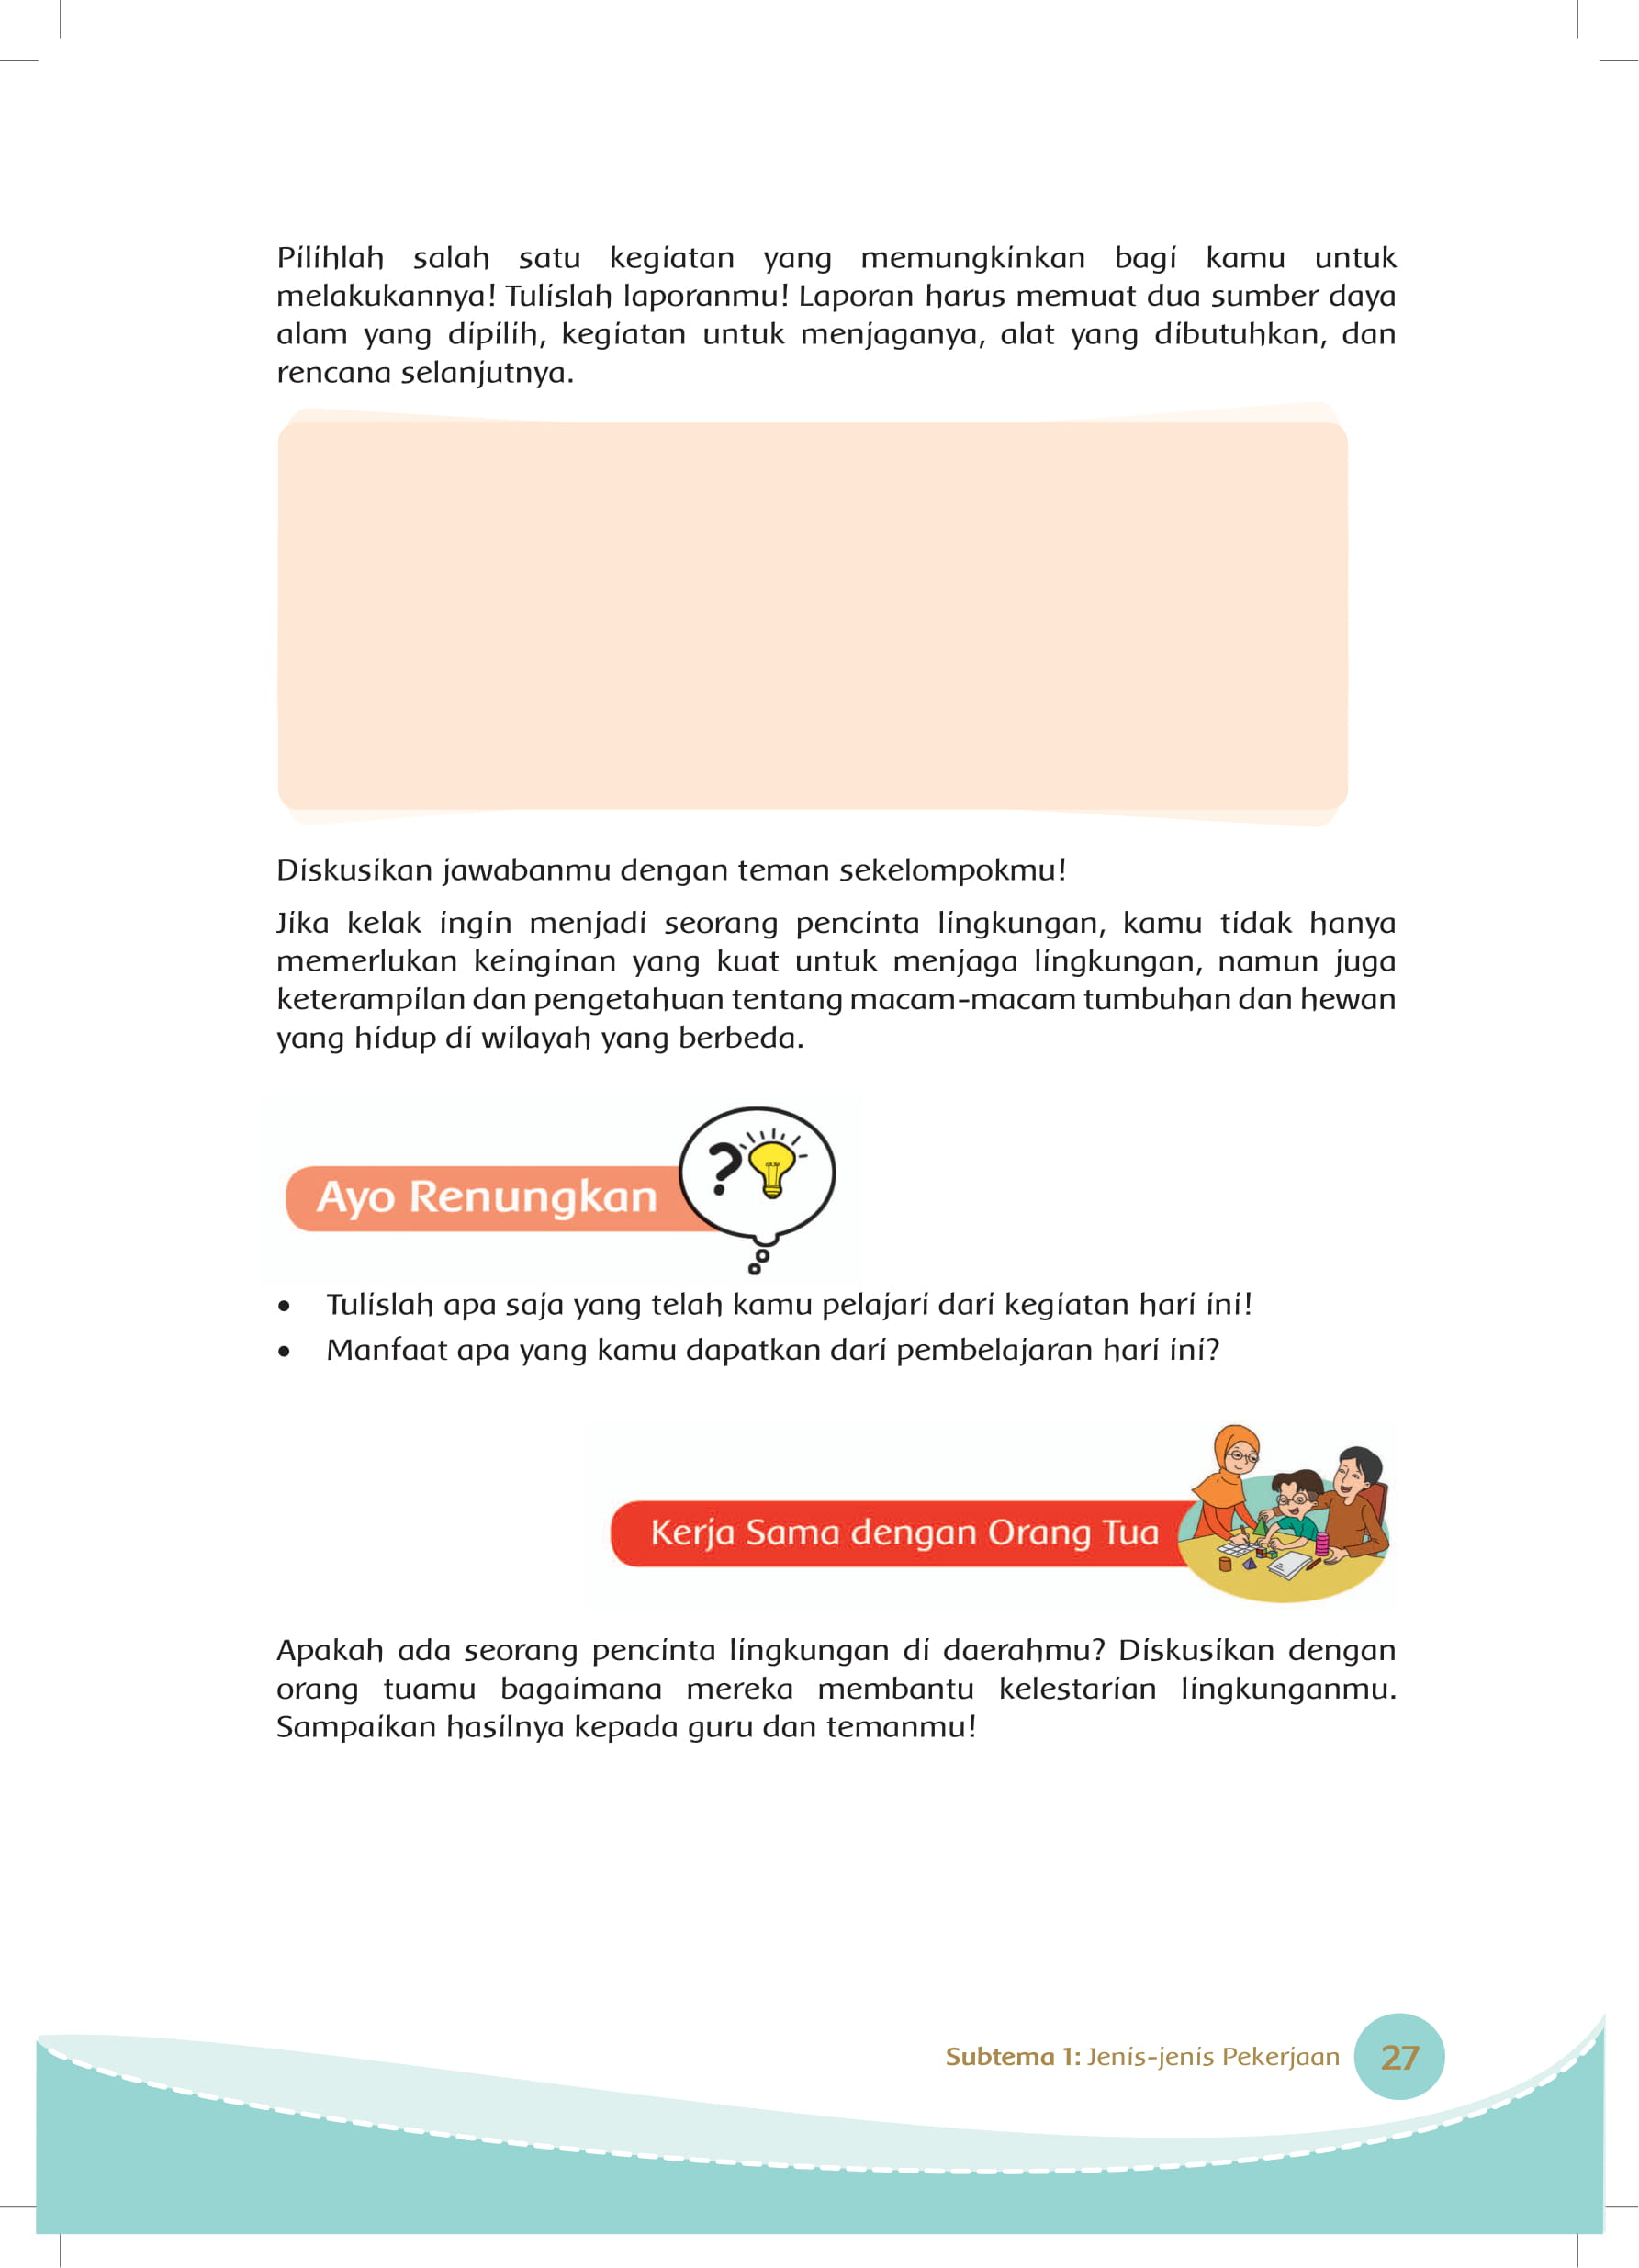 Pilihlah salah satu kegiatan yang memungkinkan bagi kamu untuk
melakukannya! Tulislah laporanmu! Laporan harus memuat dua sumber daya
alam yang dipilih, kegiatan untuk menjaganya, alat yang dibutuhkan, dan
rencana selanjutnya.
Diskusikan jawabanmu dengan teman sekelompokmu!
Jika kelak ingin menjadi seorang pencinta lingkungan, kamu tidak hanya
memerlukan keinginan yang kuat untuk menjaga lingkungan, namun juga
keterampilan dan pengetahuan tentang macam-macam tumbuhan dan hewan
yang hidup di wilayah yang berbeda.
Ayo Renungkan
?
• Tulislah apa saja yang telah kamu pelajari dari kegiatan hari ini!
• Manfaat apa yang kamu dapatkan dari pembelajaran hari ini?
Kerja Sama dengan Orang Tua
Apakah ada seorang pencinta lingkungan di daerahmu? Diskusikan dengan
orang tuamu bagaimana mereka membantu kelestarian lingkunganmu.
Sampaikan hasilnya kepada guru dan temanmu!
Subtema 1: Jenis-jenis Pekerjaan 27